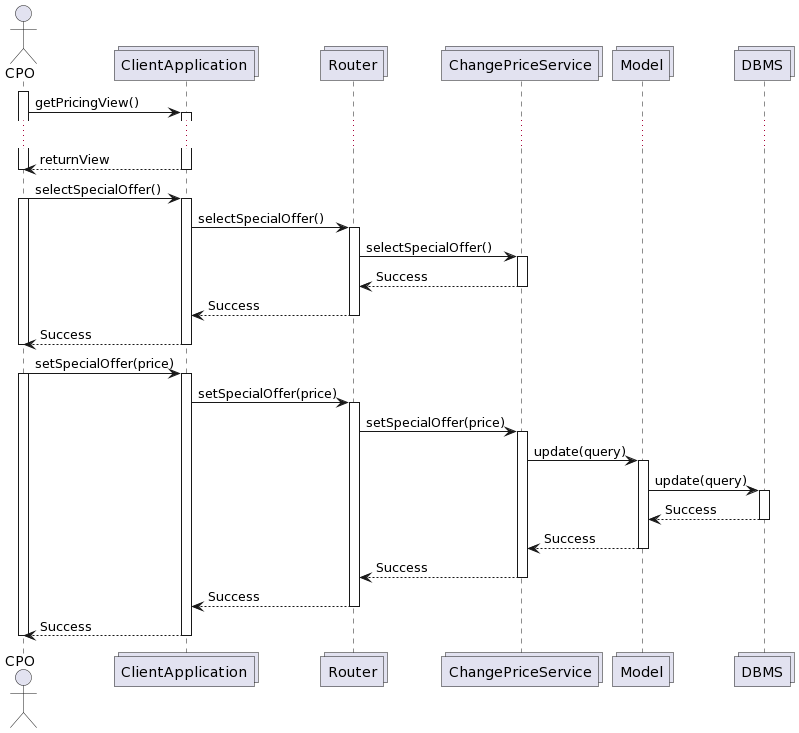 CPO
ClientApplication
Router
ChangePriceService
Model
DBMS
getPricingView()
returnView
selectSpecialOffer()
selectSpecialOffer()
selectSpecialOffer()
Success
Success
Success
setSpecialOffer(price)
setSpecialOffer(price)
setSpecialOffer(price)
update(query)
update(query)
Success
Success
Success
Success
Success
CPO
ClientApplication
Router
ChangePriceService
Model
DBMS